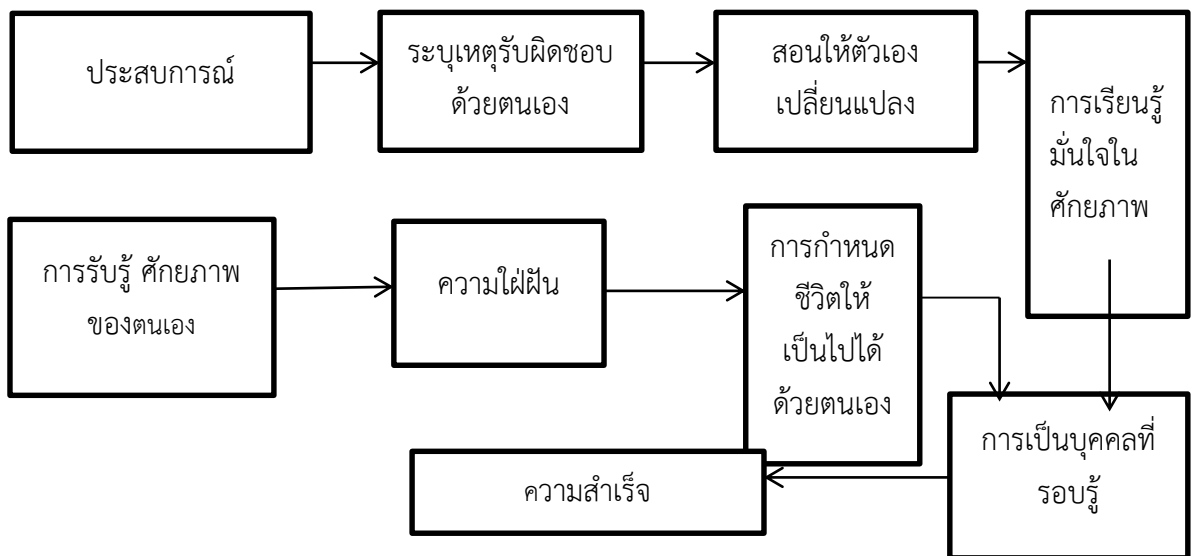 ประสบการณ์
ระบุเหตุรับผิดชอบ
ด้วยตนเอง
สอนให้ตัวเอง
เปลี่ยนแปลง
การเรียนรู้
มั่นใจใน
ศักยภาพ
การรับรู้ ศักยภาพ
ของตนเอง
ความใฝ่ฝัน
การกำหนด
ชีวิตให้
เป็นไปได้
ด้วยตนเอง
การเป็นบุคคลที่
รอบรู้
ความสำเร็จ